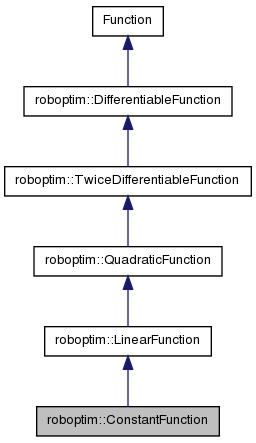 Function
roboptim::DifferentiableFunction
roboptim::TwiceDifferentiableFunction
roboptim::QuadraticFunction
roboptim::LinearFunction
roboptim::ConstantFunction